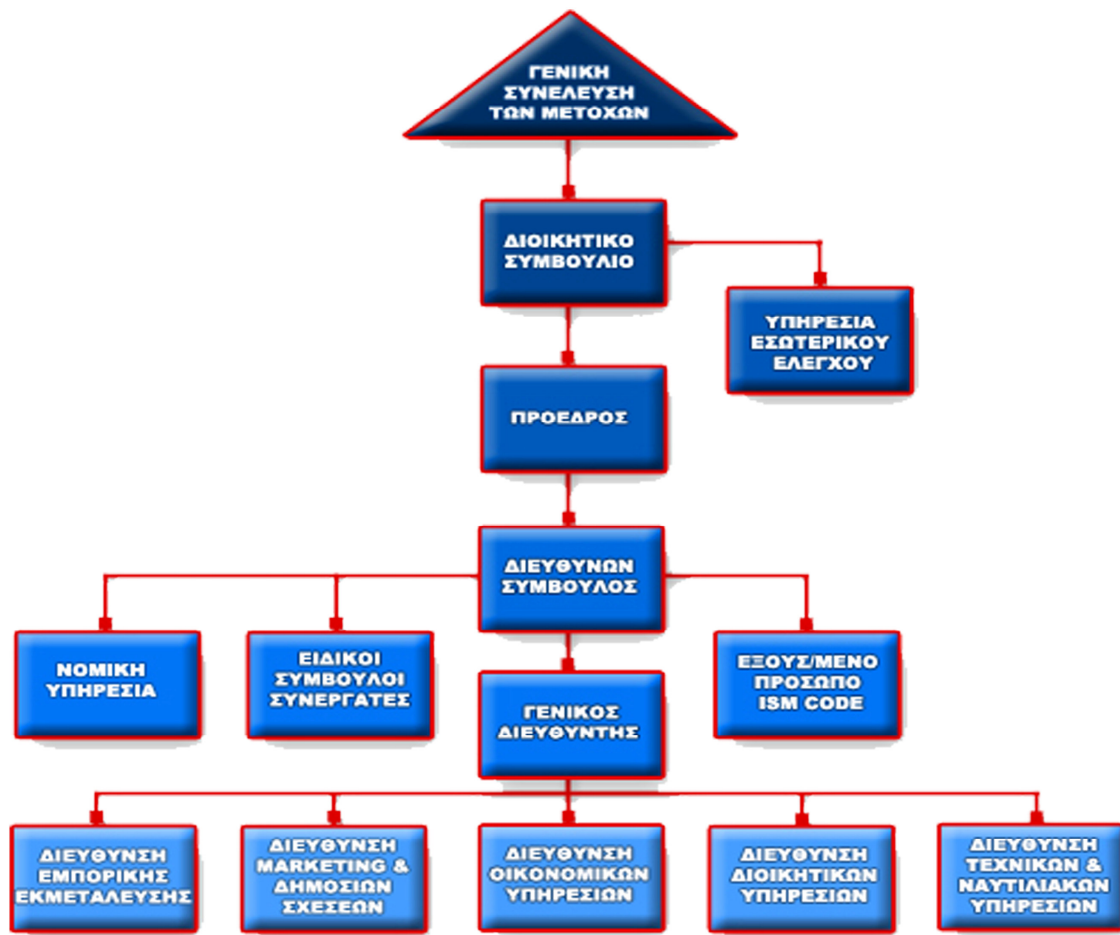 ΓΕΝΙΚΗ
ΣΥΝΕΛΕΥΣΗ
ΤΩΝ ΜΕΤΟΧΩΝ
ΔΙΟΙΚΗΤΙΚΟ
ΣΥΜΒΟΥΛΙΟ
ΥΠΗΡΕΣΙΑ
ΕΣΩΤΕΡΙΚΟΥ
ΕΛΕΓΧΟΥ
ΠΡΟΕΔΡΟΣ
ΔΙΕΥΘΥΝΩΝ
ΣΥΜΒΟΥΛΟΣ
ΝΟΜΙΚΗ
ΥΠΗΡΕΣΙΑ
ΕΙΔΙΚΟΙ
ΣΥΜΒΟΥΛΟΙ
ΣΥΝΕΡΓΑΤΕΣ
ΕΞΟΥΣ/ΜΕΝΟ
ΠΡΟΣΩΠΟ
ISM CODE
ΓΕΝΙΚΟΣ
ΔΙΕΥΘΥΝΤΗΣ
ΔΙΕΥΘΥΝΣΗ
ΕΜΠΟΡΙΚΗΣ
ΕΚΜΕΤΑΛΕΥΣΗΣ
ΔΙΕΥΘΥΝΣΗ
MARKETING &
ΔΗΜΟΣΙΩΝ
ΣΧΕΣΕΩΝ
ΔΙΕΥΘΥΝΣΗ
ΟΙΚΟΝΟΜΙΚΩΝ
ΥΠΗΡΕΣΙΩΝ
ΔΙΕΥΘΥΝΣΗ
ΔΙΟΙΚΗΤΙΚΩΝ
ΥΠΗΡΕΣΙΩΝ
ΔΙΕΥΘΥΝΣΗ
ΤΕΧΝΙΚΩΝ &
ΝΑΥΤΙΛΙΑΚΩΝ
ΥΠΗΡΕΣΙΩΝ